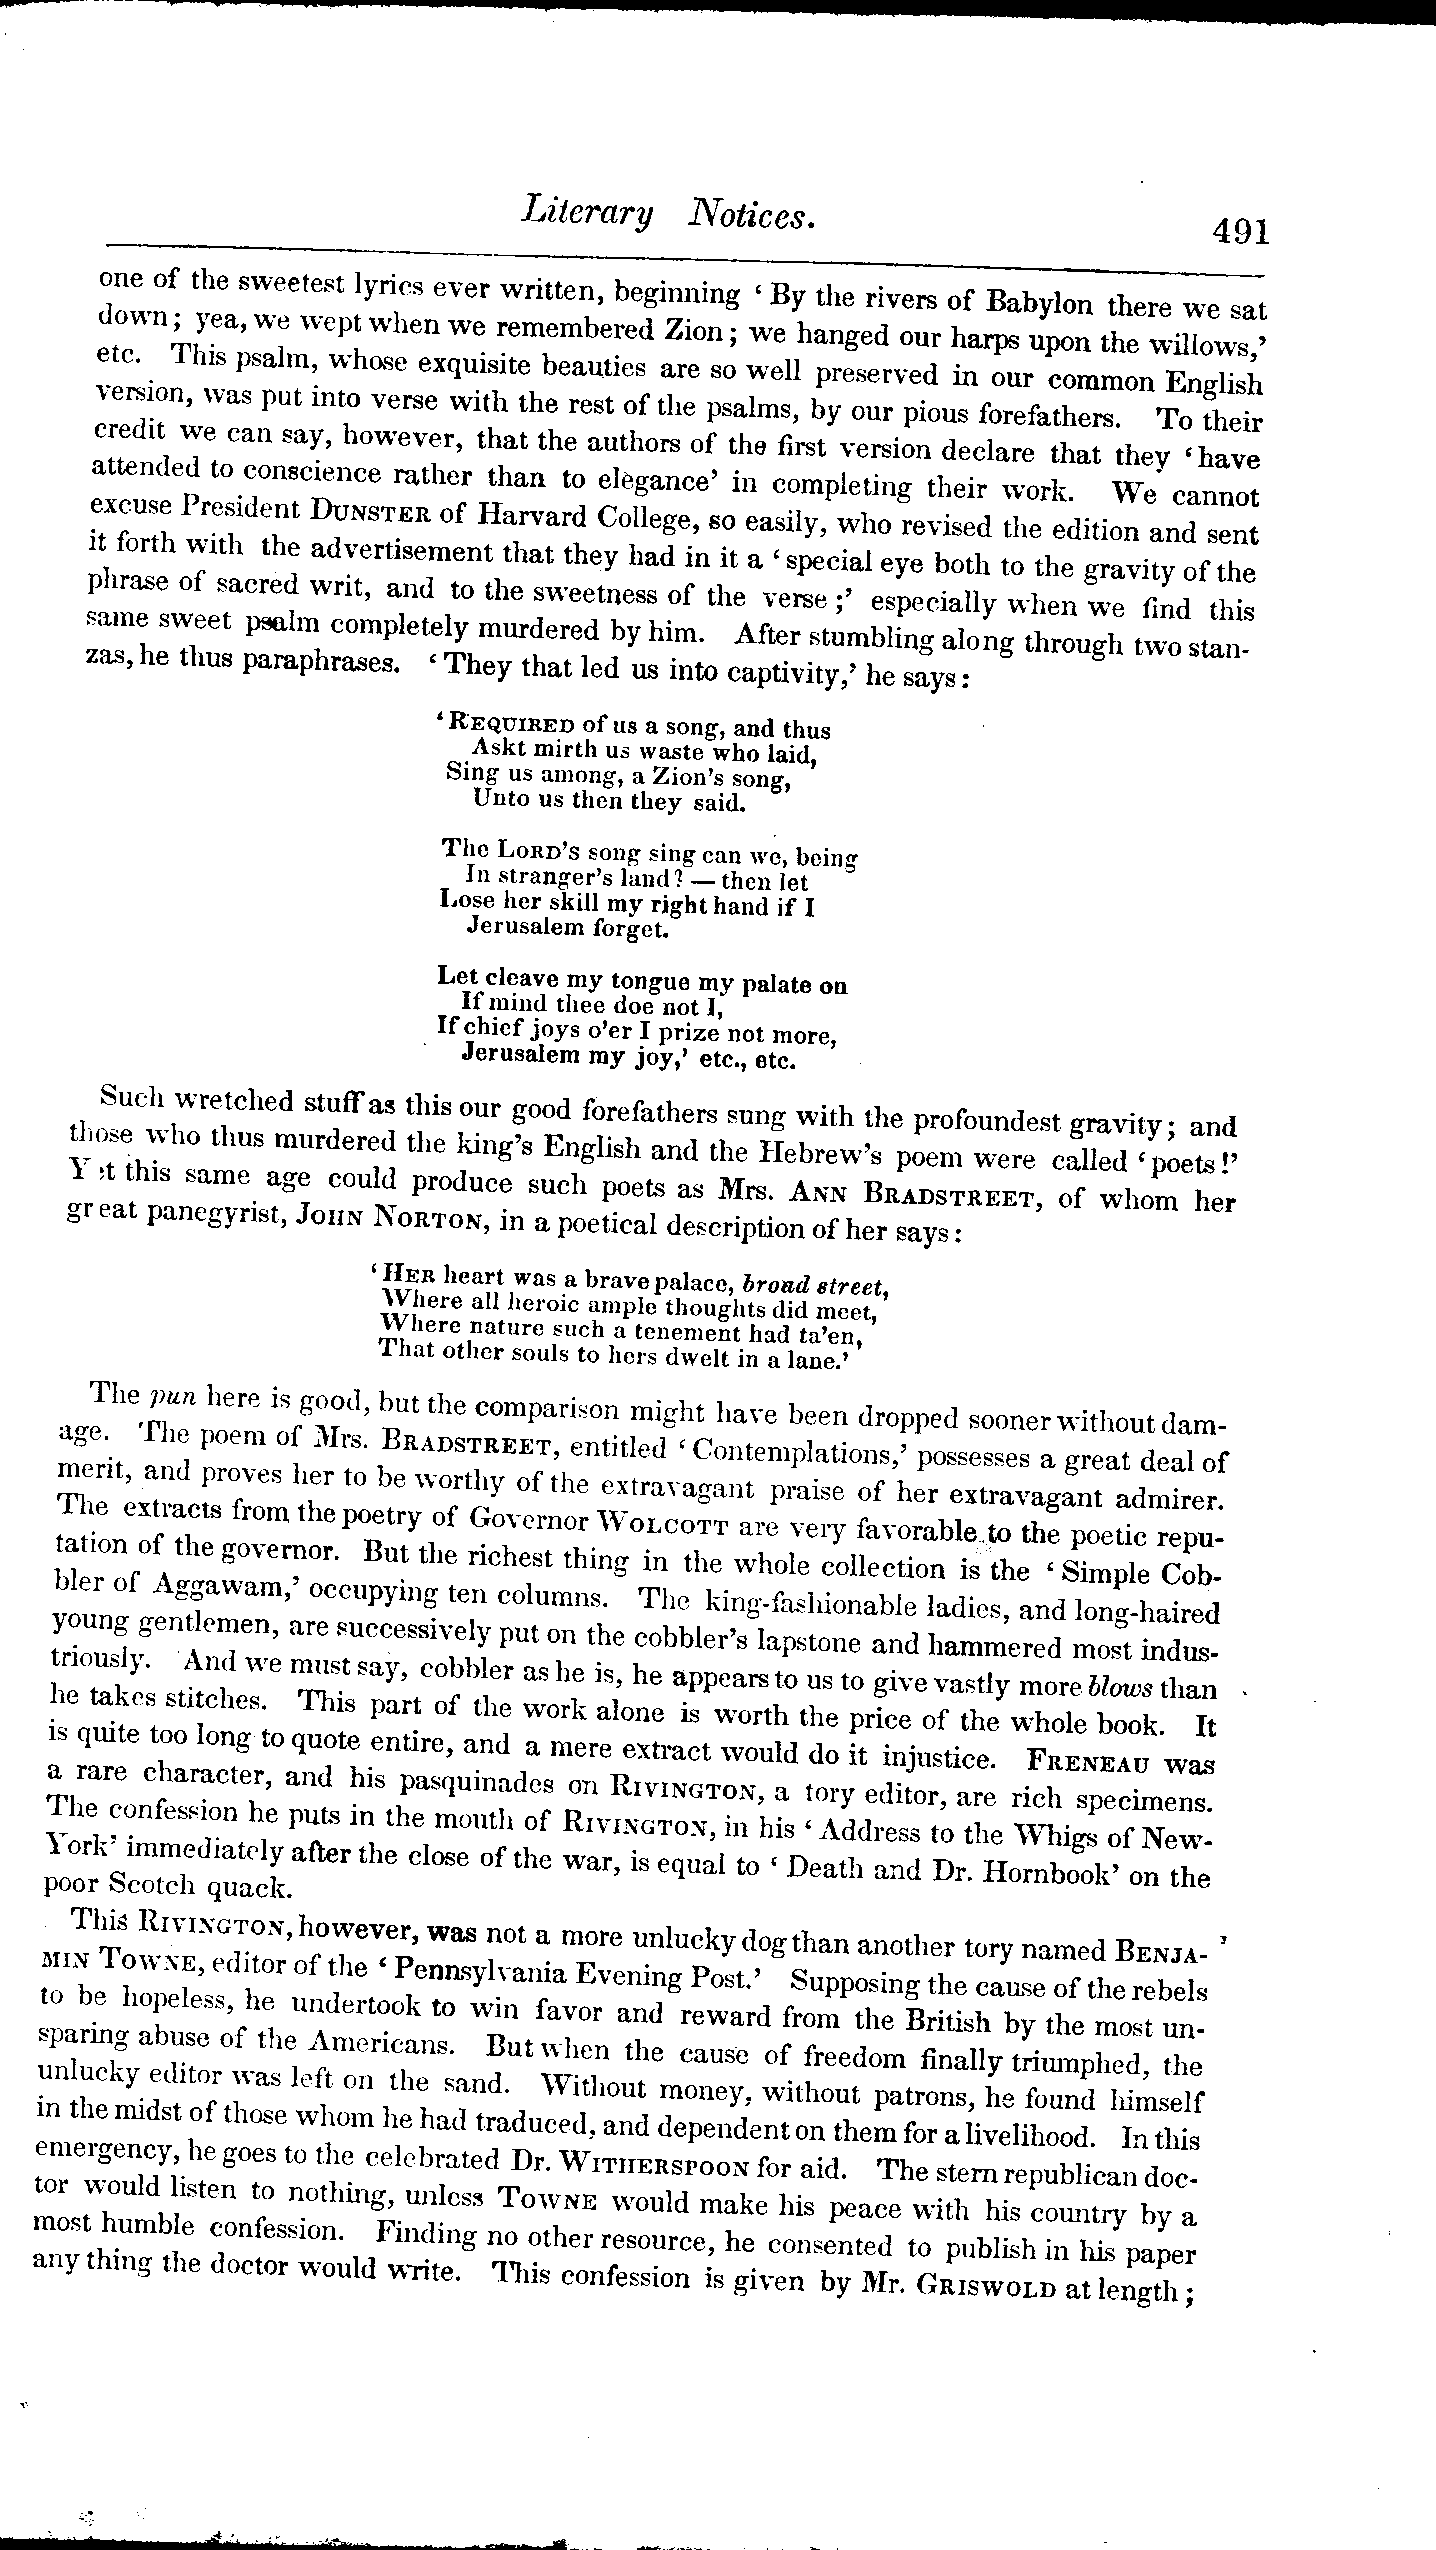 Literary Notices.
491
one of the sweetest lyrics ever written, beginning ‘ By the rivers of Babylon there we sat
down; yea, we wept when we remembered Zion; we hanged our harps upon the willows,’
etc. This psalm, whose exquisite beauties are so well preserved in our common English
version, was put into verse with the rest of the psalms, by our pious forefathers. To their
credit we can say, however, that the authors of the first version declare that they ‘have
attended to conscience rather than to elegance’ in completing their work. We cannot
excuse President DUNSTER of Harvard College, so easily, who revised the edition and sent
it forth with the advertisement that they had in it a ‘ special eye both to the gravity of the
phrase of sacred writ, and to the sweetness of the verse ;’ especially when we find this
same sweet psalm completely murdered by him. After stumbling along through two stan-
zas, he thus paraphrases. ‘ They that led us into captivity,’ he says:
‘ REQUIRED of us a song, and thus
Askt mirth us waste who laid,
Sing us among, a Zion’s song,
Unto us then they said.
The LORD’S song sing can we, being
In stranger’s land? — then let
Lose her skill my right hand if I
Jerusalem forget.
Let cleave my tongue my palate on
If mind thee doe not I,
If chief joys o’er I prize not more,
Jerusalem my joy,’ etc., etc.
Such wretched stuff as this our good forefathers sung with the profoundest gravity; and
those who thus murdered the king’s English and the Hebrew’s poem were called ‘poets!’
Yet this same age could produce such poets as Mrs. ANN BRADSTREET, of whom her
great panegyrist, JOHN NORTON, in a poetical description of her says:
‘ HER heart was a brave palace, broad street,
Where all heroic ample thoughts did meet,
Where nature such a tenement had ta’en,
That other souls to hers dwelt in a lane.’
The pun here is good, but the comparison might have been dropped sooner without dam-
age. The poem of Mrs. BRADSTREET, entitled ‘ Contemplations,’ possesses a great deal of
merit, and proves her to be worthy of the extravagant praise of her extravagant admirer.
The extracts from the poetry of Governor WOLCOTT are very favorable to the poetic repu-
tation of the governor. But the richest thing in the whole collection is the ‘ Simple Cob-
bler of Aggawam,’ occupying ten columns. The king-fashionable ladies, and long-haired
young gentlemen, are successively put on the cobbler’s lapstone and hammered most indus-
triously. And we must say, cobbler as he is, he appears to us to give vastly more blows than
he takes stitches. This part of the work alone is worth the price of the whole book. It
is quite too long to quote entire, and a mere extract would do it injustice. FRENEAU was
a rare character, and his pasquinades on RIVINGTON, a tory editor, are rich specimens.
The confession he puts in the mouth of RIVINGTON, in his ‘ Address to the Whigs of New-
York’ immediately after the close of the war, is equal to ‘ Death and Dr. Hornbook’ on the
poor Scotch quack.
This RIVINGTON, however, was not a more unlucky dog than another tory named BENJA-
MIN TOWNE, editor of the ‘ Pennsylvania Evening Post.’ Supposing the cause of the rebels
to be hopeless, he undertook to win favor and reward from the British by the most un-
sparing abuse of the Americans. But when the cause of freedom finally triumphed, the
unlucky editor was left on the sand. Without money, without patrons, he found himself
in the midst of those whom he had traduced, and dependent on them for a livelihood. In this
emergency, he goes to the celebrated Dr. WITHERSPOON for aid. The stern republican doc-
tor would listen to nothing, unless TOWNE would make his peace with his country by a
most humble confession. Finding no other resource, he consented to publish in his paper
any thing the doctor would write. This confession is given by Mr. GRISWOLD at length;